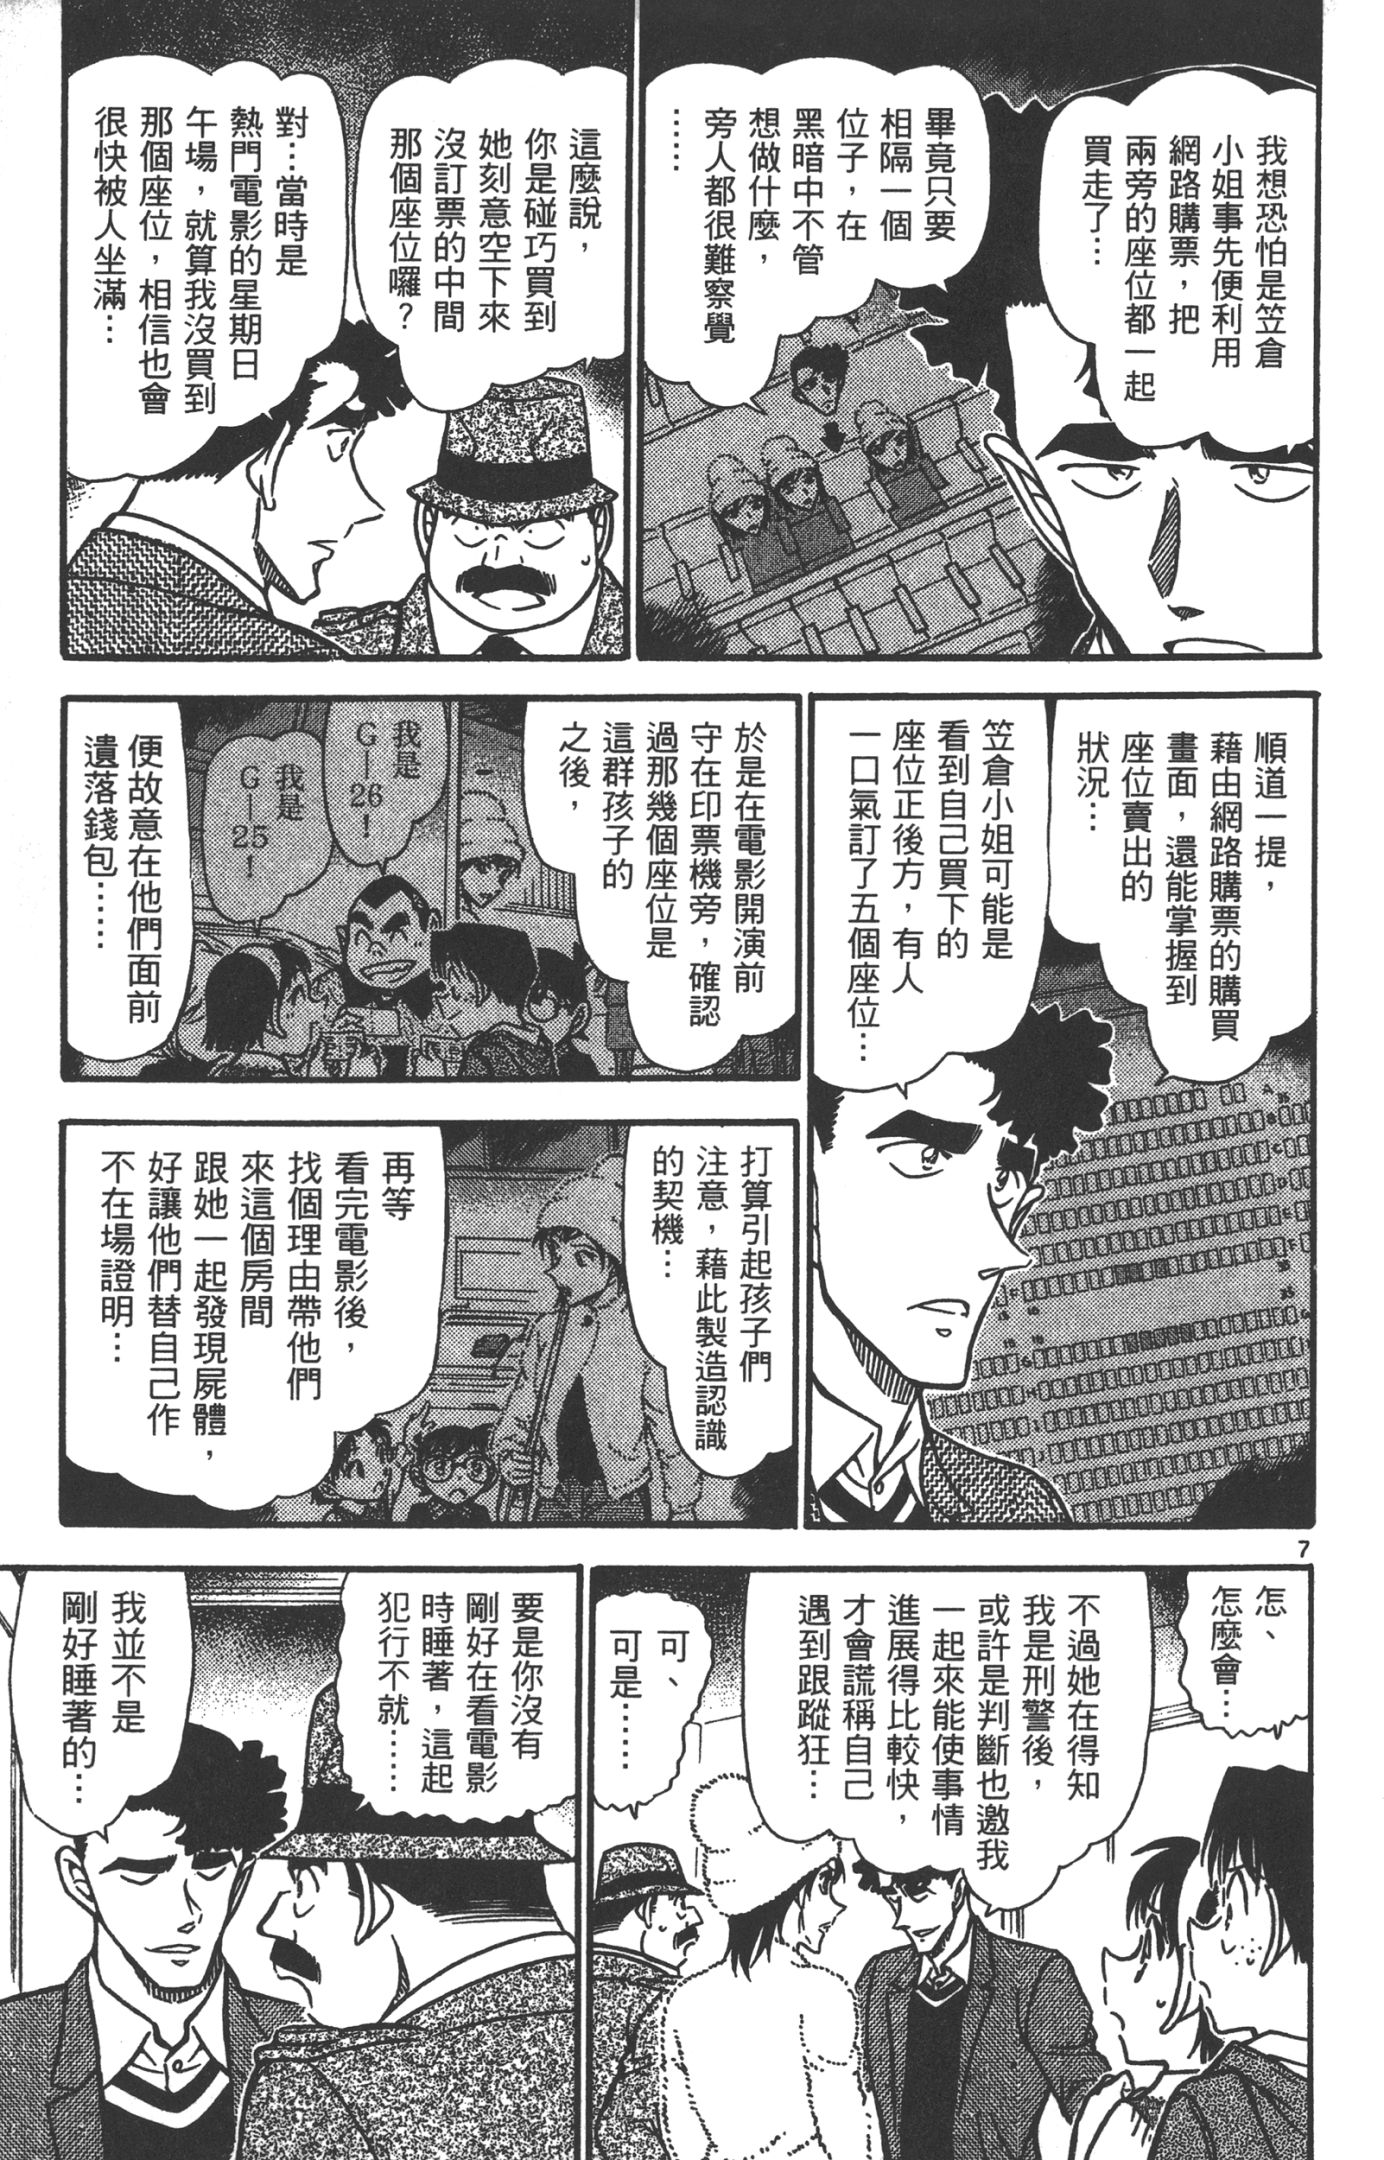 我想恐怕是笠倉
小姐事先便利用
網路購票，把
兩旁的座位都一起
買走了…
畢竟只要
相隔一個
位子，在
黑暗中不管
想做什麼，
旁人都很難察覺
……
這麼說，
你是碰巧買到
她刻意空下來
沒訂票的中間
那個座位囉？
對…當時是
熱門電影的星期日
午場，就算我沒買到
那個座位，相信也會
很快被人坐滿…
順道一提，
藉由網路購票的購買
畫面，還能掌握到
座位賣出的
狀況…
笠倉小姐可能是
看到自己買下的
座位正後方，有人
一口氣訂了五個座位…
於是在電影開演前
守在印票機旁，確認
過那幾個座位是
這群孩子的
之後，
我是
G－26！
我是
G－25！
便故意在他們面前
遺落錢包……
打算引起孩子們
注意，藉此製造認識
的契機…
再等
看完電影後，
找個理由帶他們
來這個房間
跟她一起發現屍體，
好讓他們替自己作
不在場證明…
7
怎、
怎麼會…
不過她在得知
我是刑警後，
或許是判斷也邀我
一起來能使事情
進展得比較快，
才會謊稱自己
遇到跟蹤狂…
可、
可是……
要是你沒有
剛好在看電影
時睡著，這起
犯行不就……
我並不是
剛好睡著的…